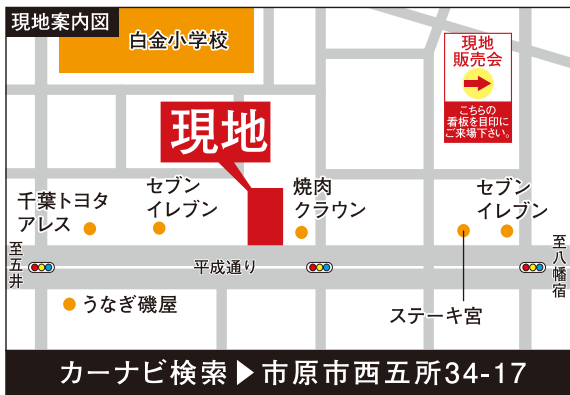 現地案内図
白金小学校
現地
販売会
こちらの
看板を目印に
ご来場下さい。
現地
千葉トヨタ
アレス
セブン
イレブン
焼肉
クラウン
セブン
イレブン
至五井
平成通り
至八幡宿
うなぎ磯屋
ステーキ宮
カーナビ検索▶市原市西五所34-17